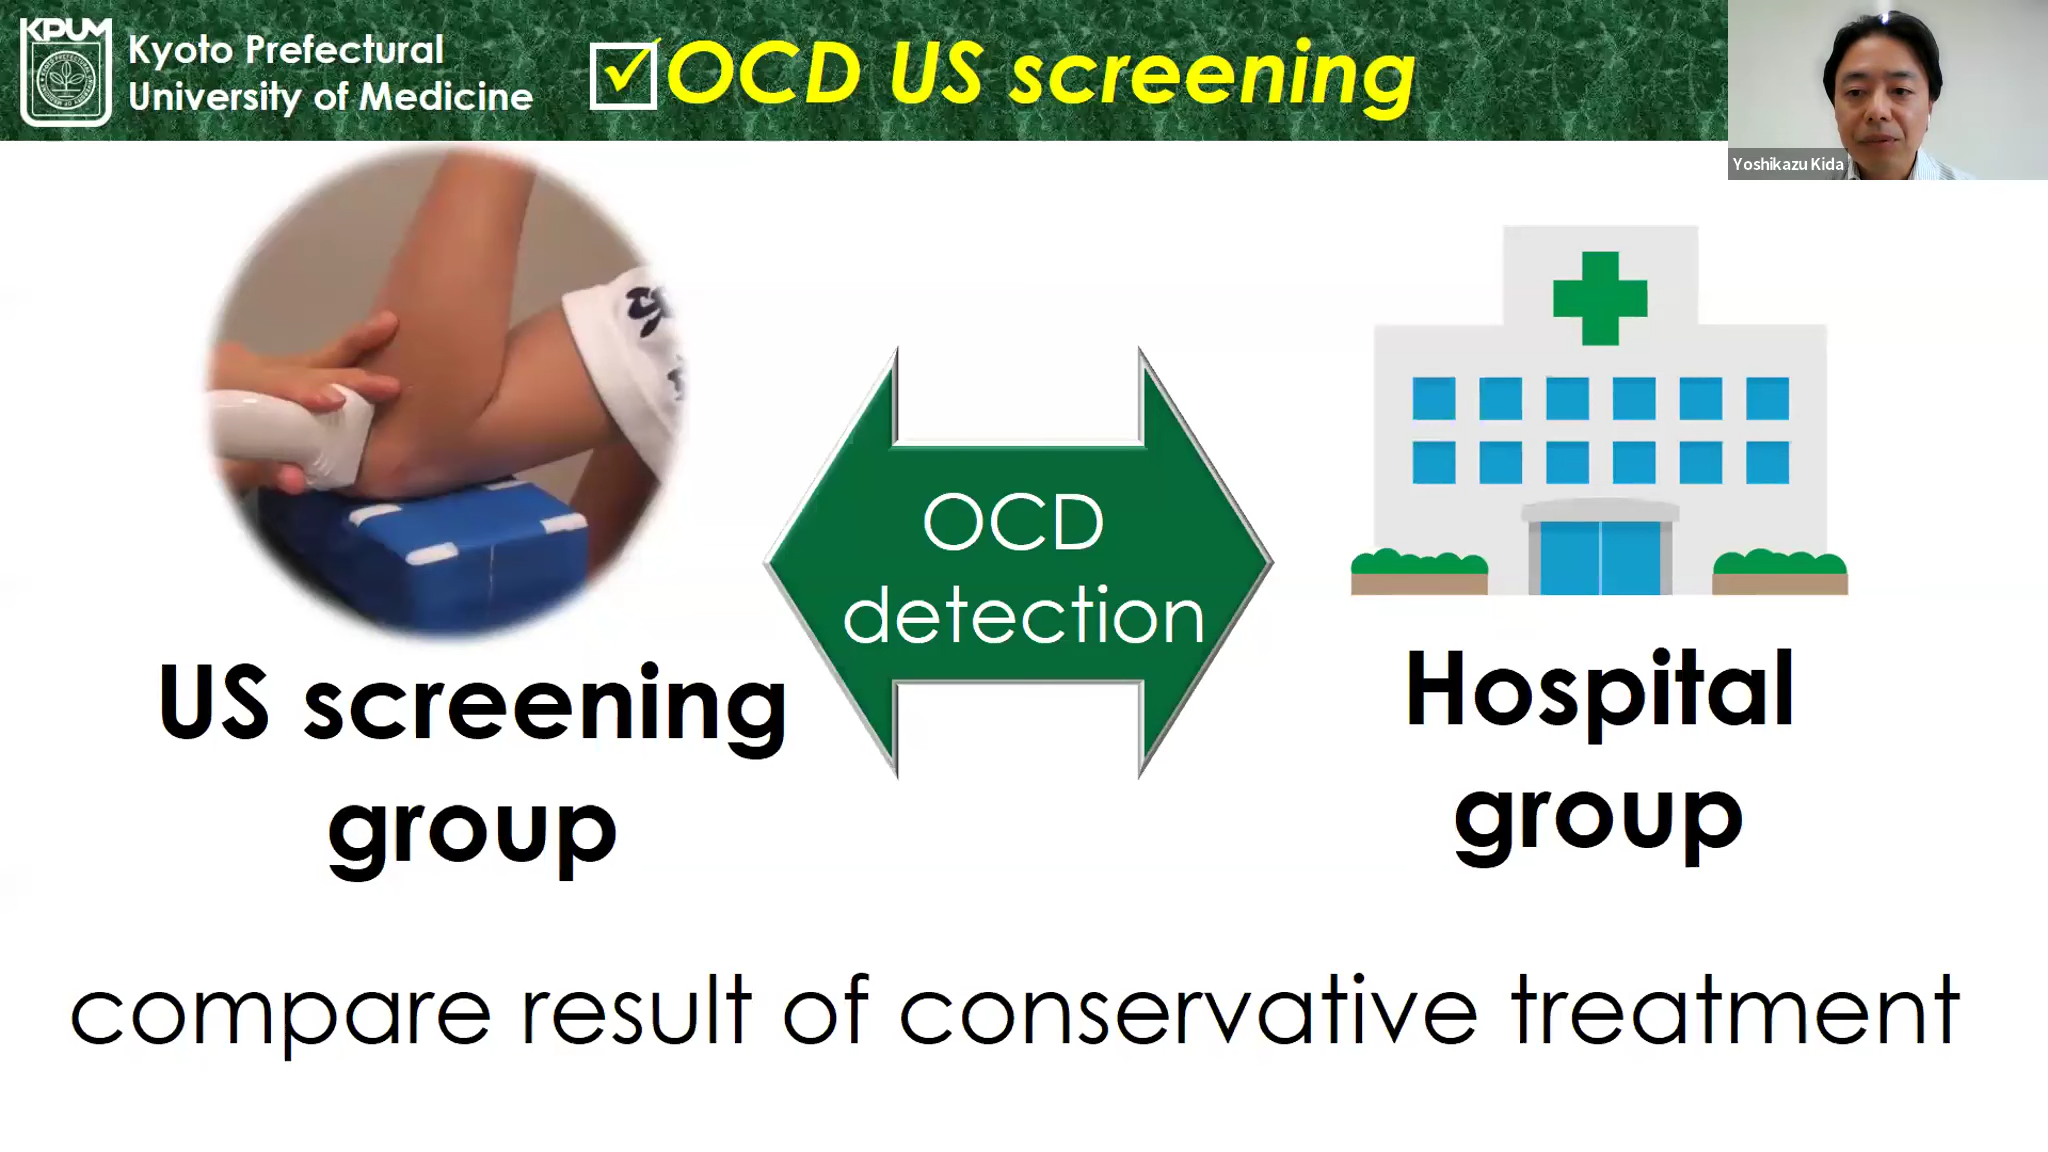 KPUM
Kyoto Prefectural
University of Medicine
OCD US screening
Yoshikazu Kida
OCD
detection
US screening
group
Hospital
group
compare result of conservative treatment